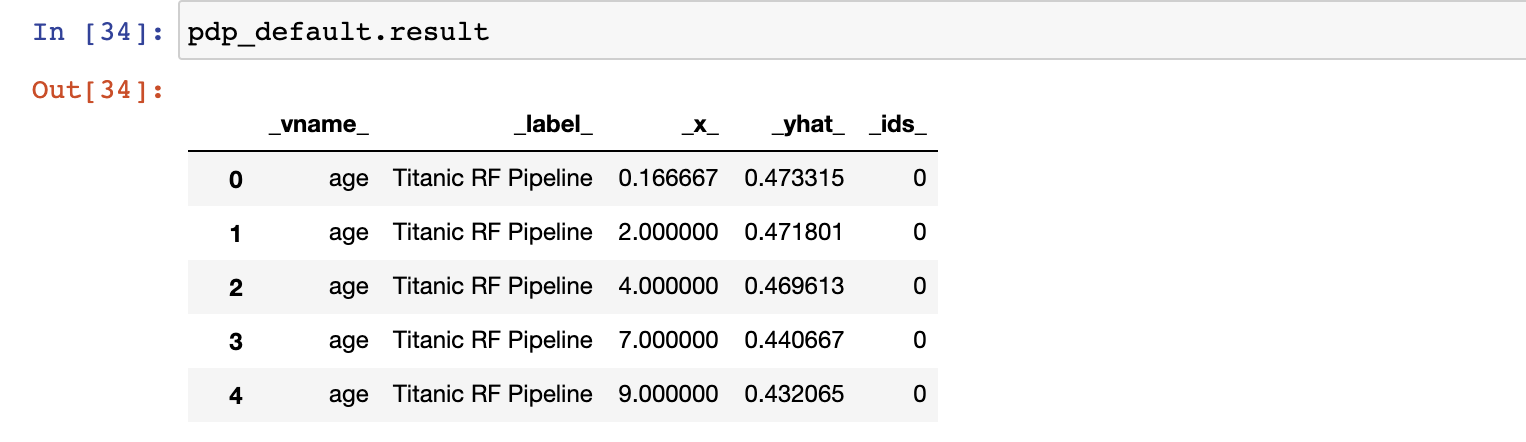 In [34]: pdp_default.result
Out[34]:
_vname_ _label_ _x_ _yhat_ _ids_
0 age Titanic RF Pipeline 0.166667 0.473315 0
1 age Titanic RF Pipeline 2.000000 0.471801 0
2 age Titanic RF Pipeline 4.000000 0.469613 0
3 age Titanic RF Pipeline 7.000000 0.440667 0
4 age Titanic RF Pipeline 9.000000 0.432065 0